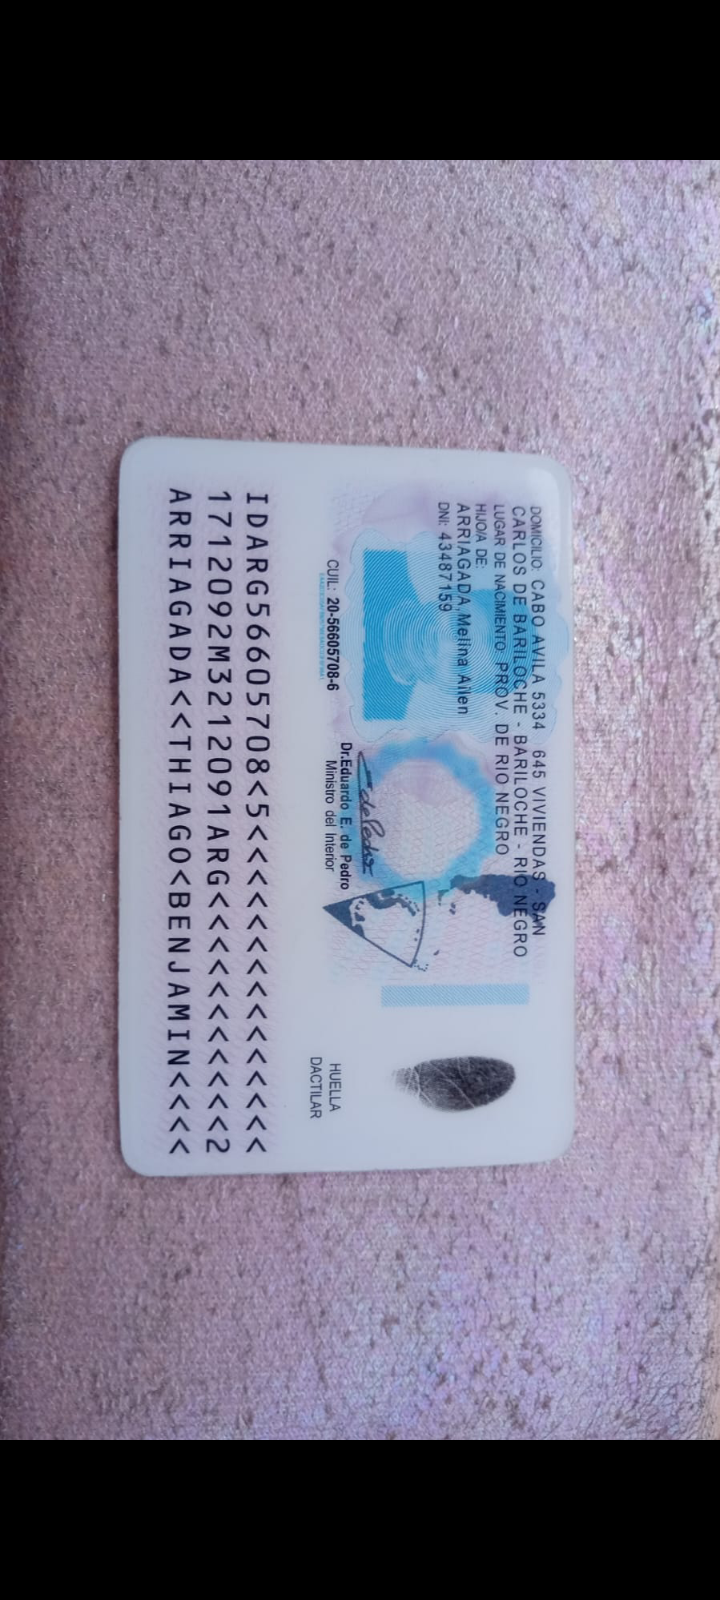 DOMICILIO: CABO AVILA 5334 645 VIVIENDAS - SAN
CARLOS DE BARILOCHE - BARILOCHE - RIO NEGRO
LUGAR DE NACIMIENTO: PROV. DE RIO NEGRO
HIJO/A DE:
ARRIAGADA, Melina Ailen
DNI: 43487159
CUIL: 20-56605708-6
Dr. Eduardo E. de Pedro
Ministro del Interior
HUELLA
DACTILAR
IDARG56605708<5<<<<<<<<<<<<<<<
1712092M3212091ARG<<<<<<<<<<<2
ARRIAGADA<<THIAGO<BENJAMIN<<<<